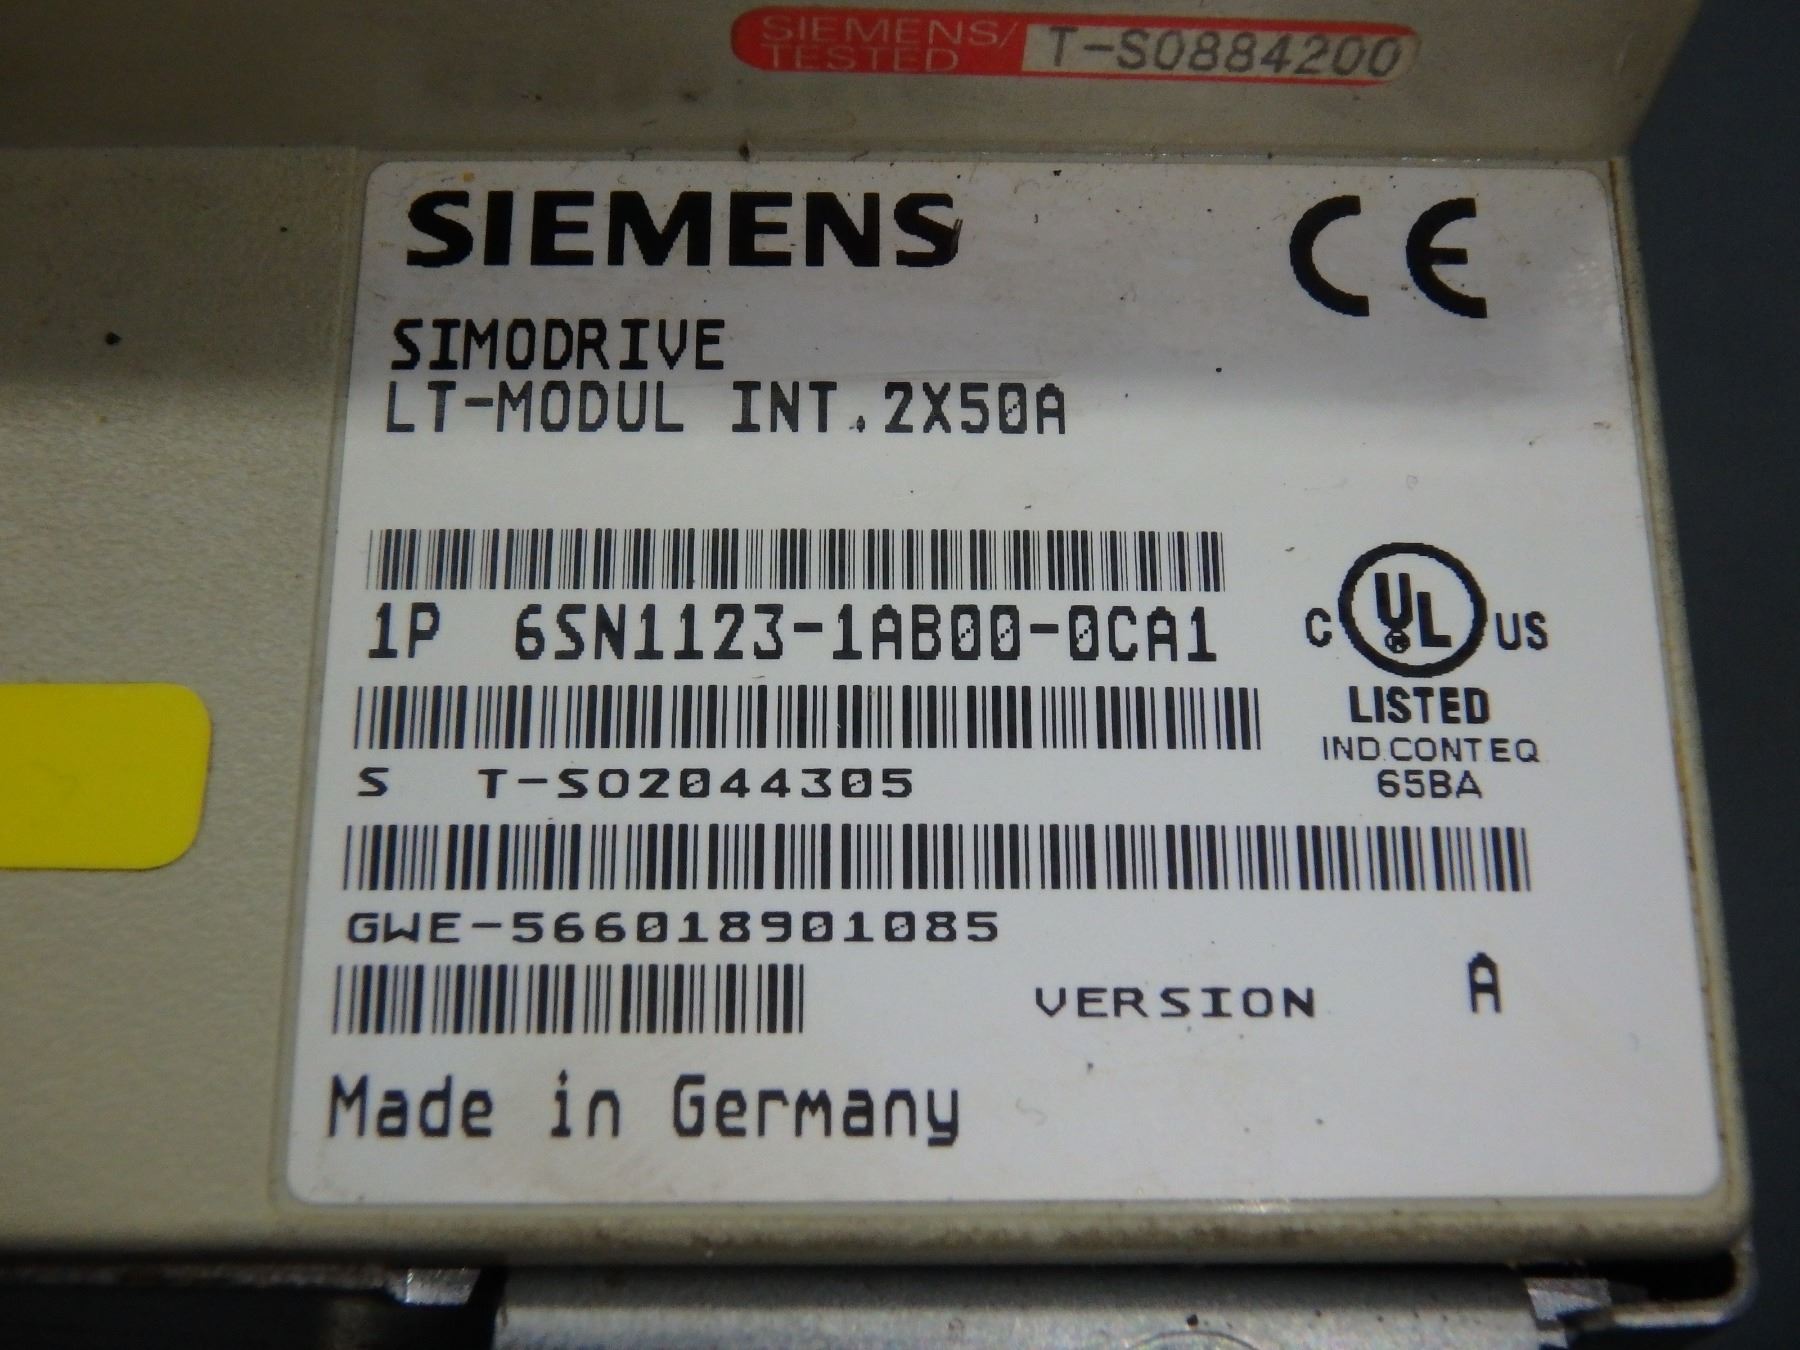 SIEMENS/ T-S0884200
TESTED
SIEMENS CE
SIMODRIVE
LT-MODUL INT. 2X50A
1P 6SN1123-1AB00-0CA1
C UL US
LISTED
IND.CONT.EQ
65BA
S T-SO2044305
GWE-566018901085
VERSION A
Made in Germany